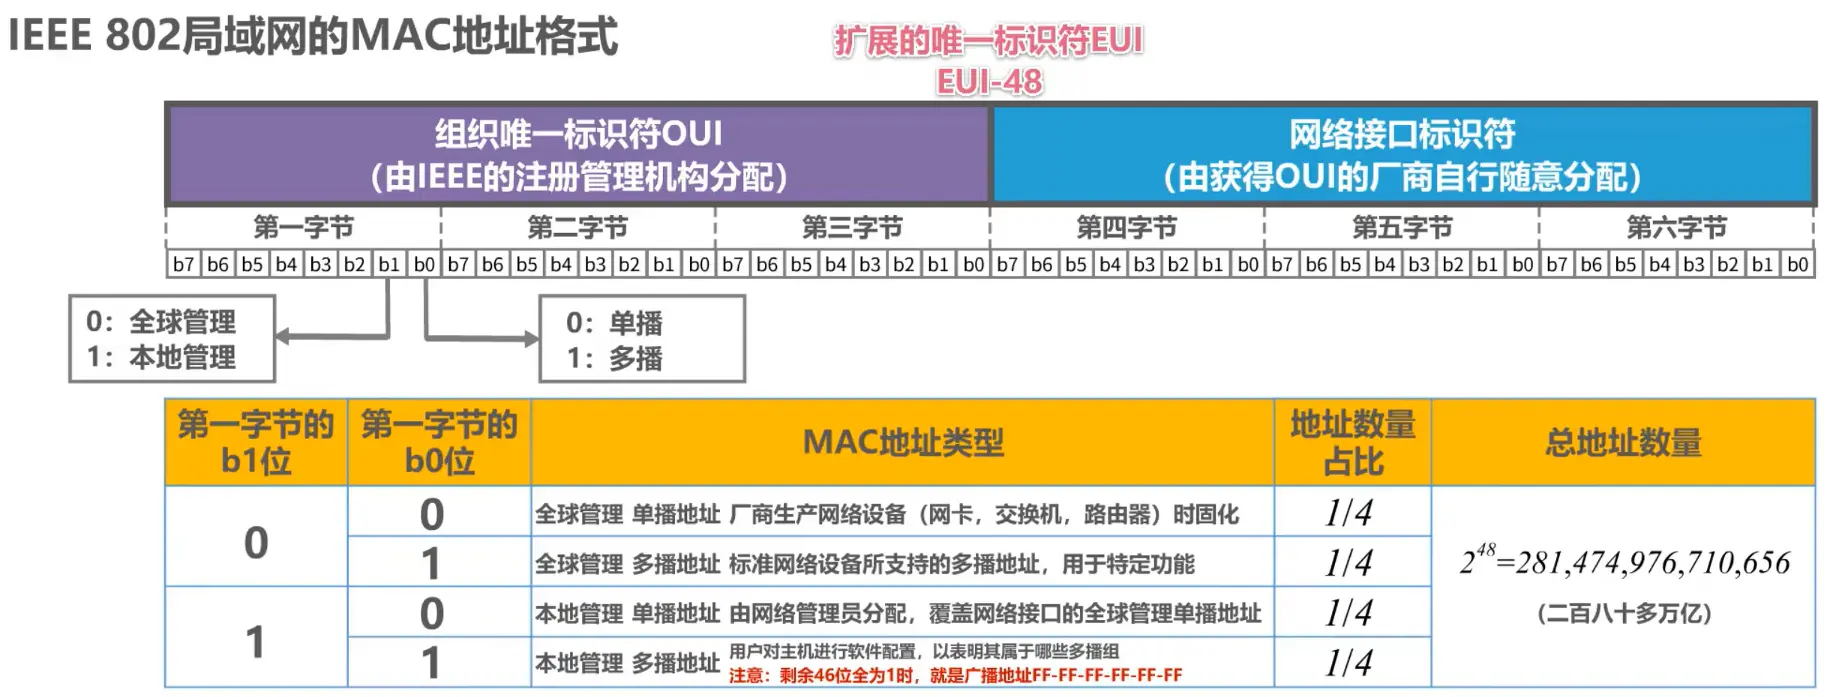 IEEE 802局域网的MAC地址格式
扩展的唯一标识符EUI
EUI-48
组织唯一标识符OUI
（由IEEE的注册管理机构分配）
网络接口标识符
（由获得OUI的厂商自行随意分配）
第一字节 第二字节 第三字节 第四字节 第五字节 第六字节
b7 b6 b5 b4 b3 b2 b1 b0 b7 b6 b5 b4 b3 b2 b1 b0 b7 b6 b5 b4 b3 b2 b1 b0 b7 b6 b5 b4 b3 b2 b1 b0 b7 b6 b5 b4 b3 b2 b1 b0 b7 b6 b5 b4 b3 b2 b1 b0
0：全球管理
1：本地管理
0：单播
1：多播
第一字节的
b1位
第一字节的
b0位
MAC地址类型
地址数量
占比
总地址数量
0
0
全球管理 单播地址 厂商生产网络设备（网卡，交换机，路由器）时固化
1/4
1
全球管理 多播地址 标准网络设备所支持的多播地址，用于特定功能
1/4
1
0
本地管理 单播地址 由网络管理员分配，覆盖网络接口的全球管理单播地址
1/4
1
本地管理 多播地址
用户对主机进行软件配置，以表明其属于哪些多播组
注意：剩余46位全为1时，就是广播地址FF-FF-FF-FF-FF-FF
1/4
2^48=281,474,976,710,656
（二百八十多万亿）